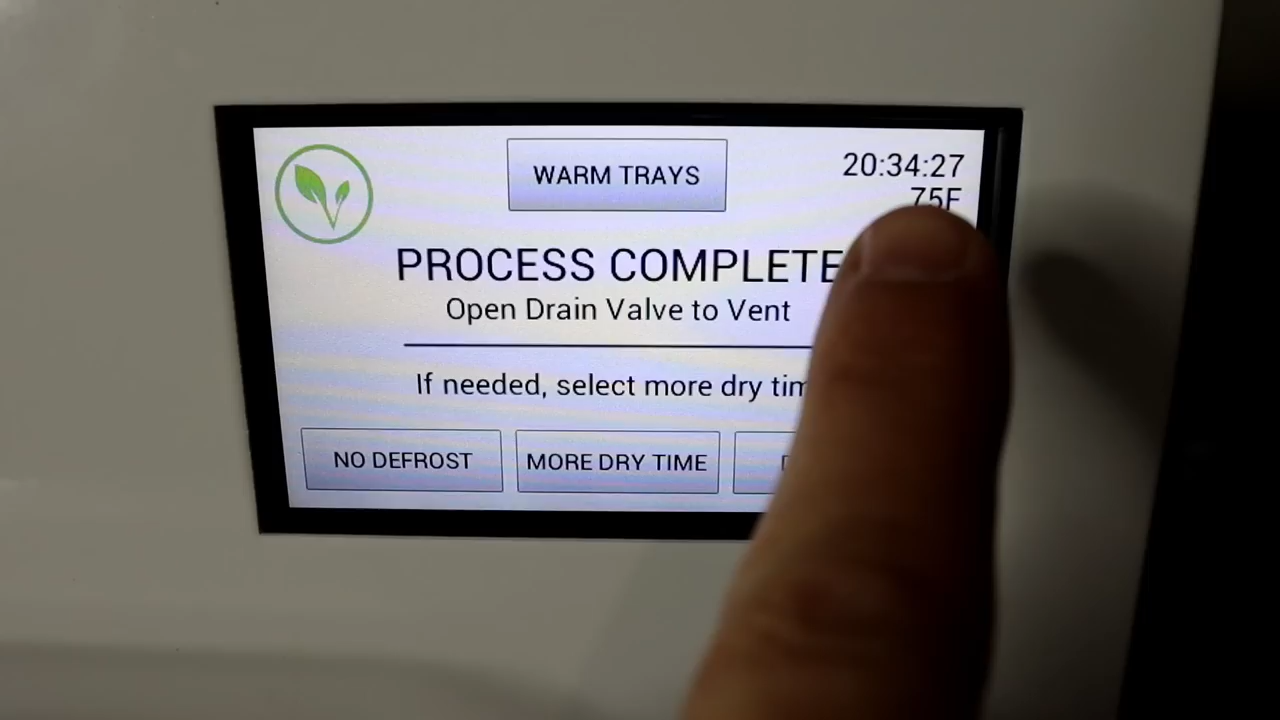 WARM TRAYS
20:34:27
75F
PROCESS COMPLETE
Open Drain Valve to Vent
If needed, select more dry
NO DEFROST
MORE DRY TIME